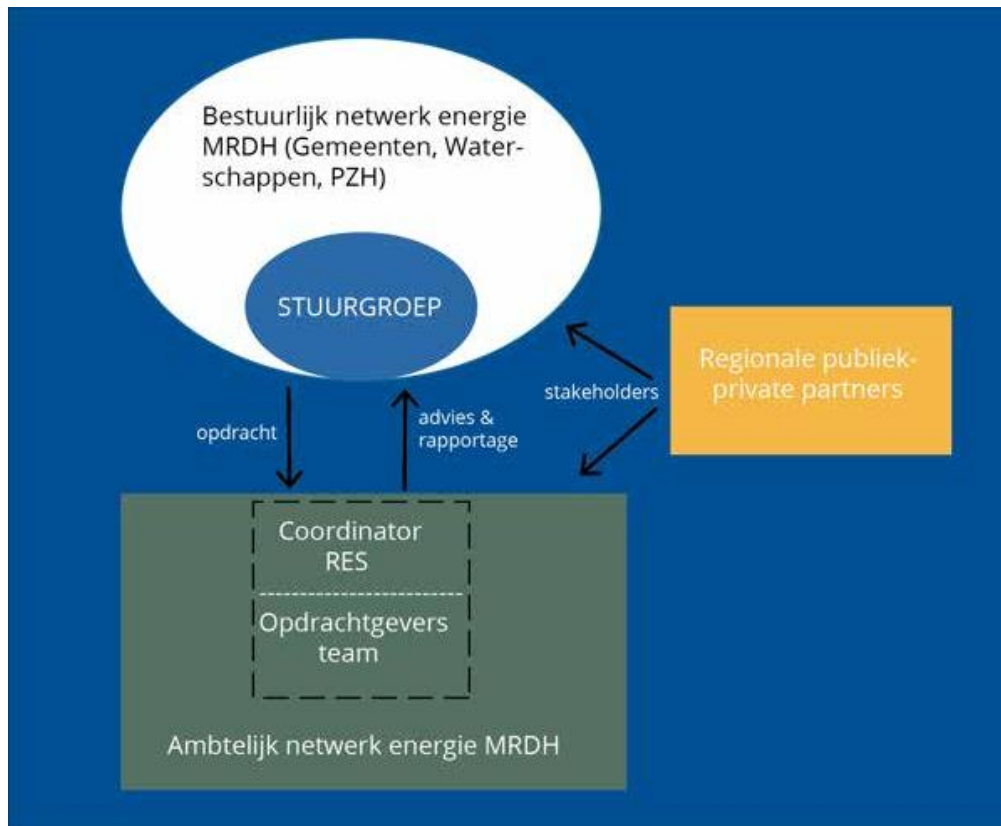 Bestuurlijk netwerk energie
MRDH (Gemeenten, Water-
schappen, PZH)
STUURGROEP
Regionale publiek-
private partners
stakeholders
opdracht
advies &
rapportage
Coordinator
RES
Opdrachtgevers
team
Ambtelijk netwerk energie MRDH